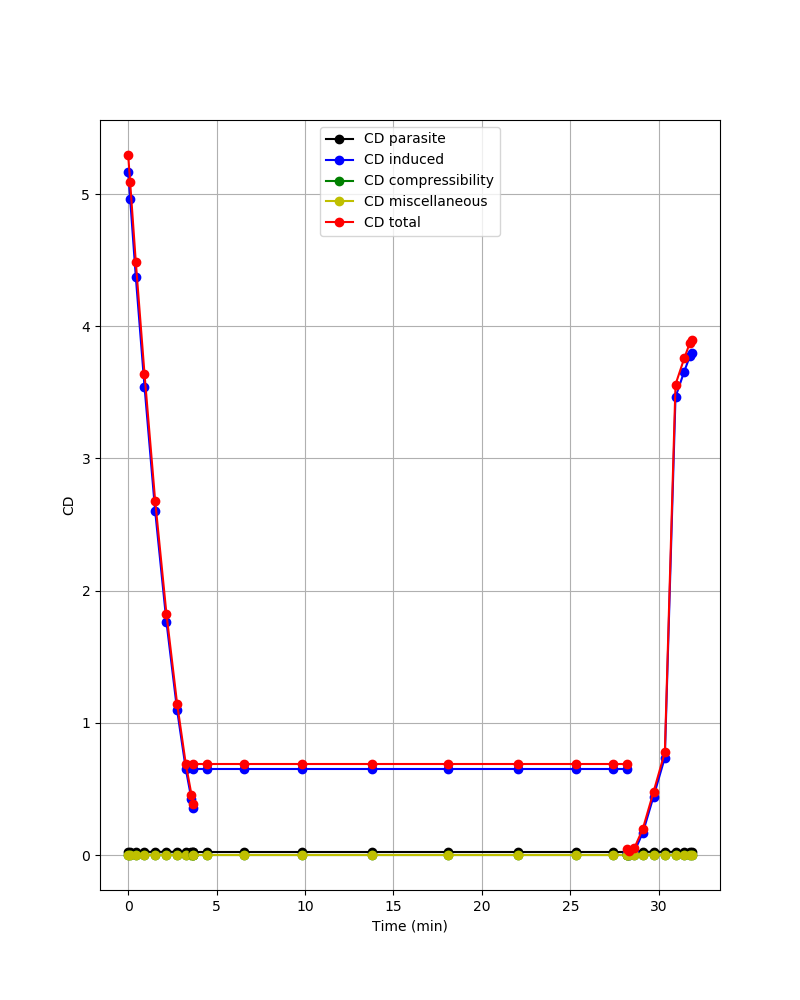 CD parasite
CD induced
CD compressibility
CD miscellaneous
CD total
5
4
3
2
1
0
CD
0 5 10 15 20 25 30
Time (min)